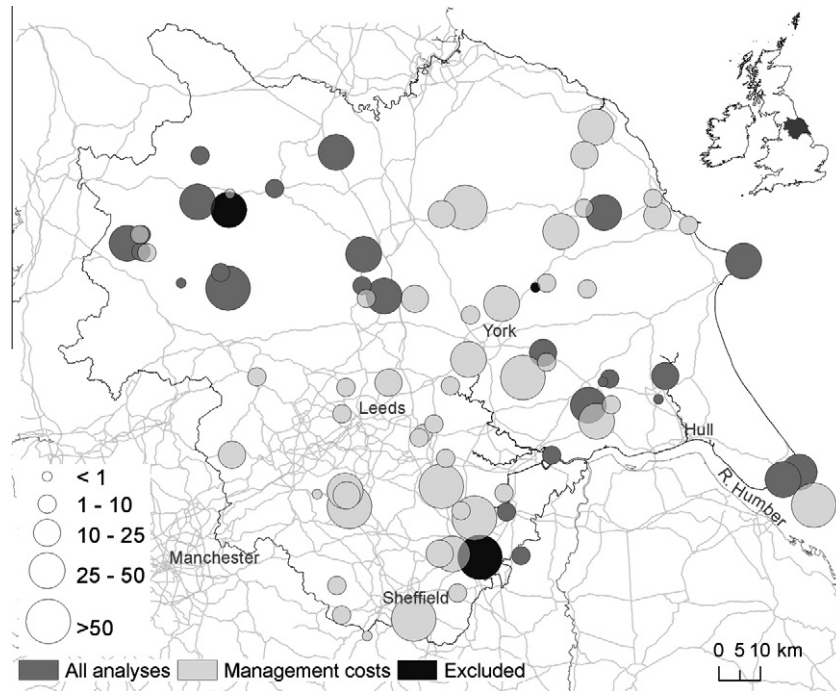 York
Leeds
Hull
R. Humber
< 1
1 - 10
10 - 25
25 - 50
>50
Manchester
Sheffield
0 5 10 km
All analyses Management costs Excluded